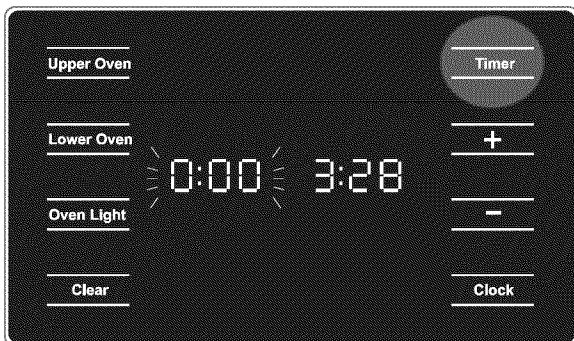 Upper Oven
Timer
Lower Oven
+
0:00 3:28
Oven Light
-
Clear
Clock